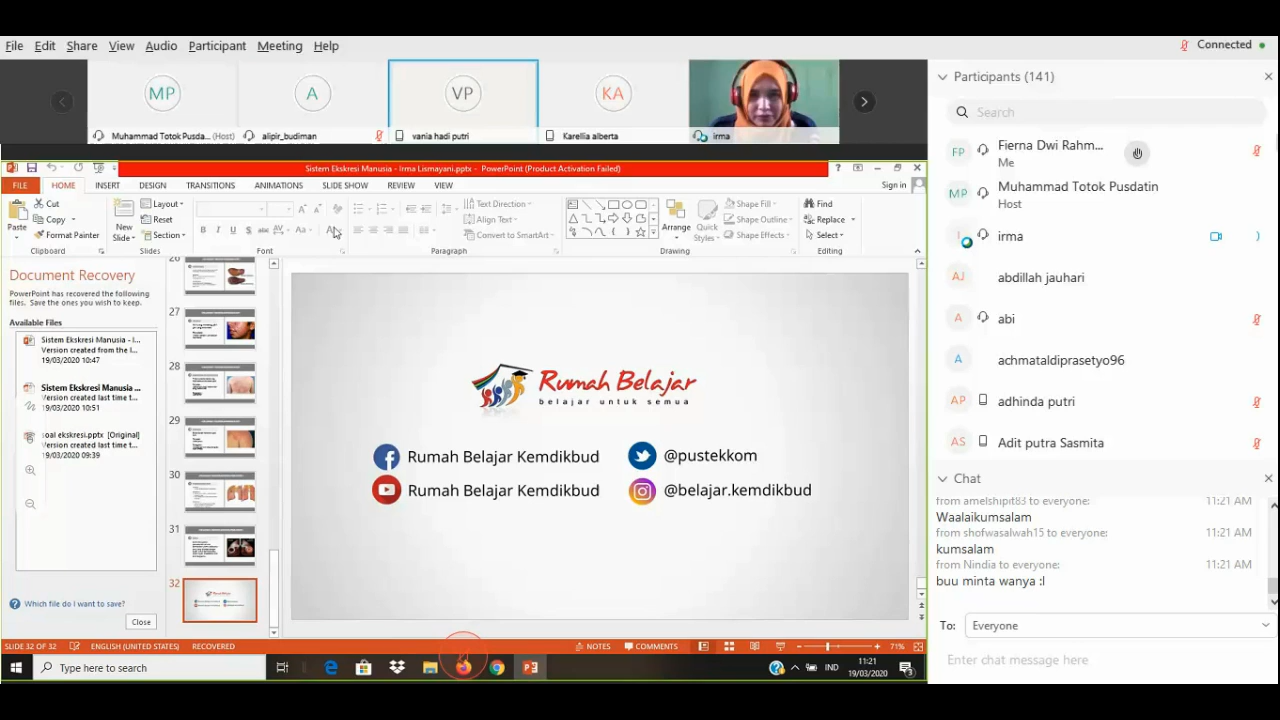 File Edit Share View Audio Participant Meeting Help
Connected
MP
A
VP
KA
Muhammad Totok Pusda... (Host)
alipir_budiman
vania hadi putri
Karellia alberta
irma
Sistem Ekskresi Manusia - Irma Lismayani.pptx - PowerPoint (Product Activation Failed)
FILE HOME INSERT DESIGN TRANSITIONS ANIMATIONS SLIDE SHOW REVIEW VIEW
Sign in
Paste
Cut
Copy
Format Painter
Clipboard
New Slide
Layout
Reset
Section
Slides
Font
Text Direction
Align Text
Convert to SmartArt
Paragraph
Arrange
Quick Styles
Shape Fill
Shape Outline
Shape Effects
Drawing
Find
Replace
Select
Editing
Document Recovery
PowerPoint has recovered the following
files. Save the ones you wish to keep.
Available Files
Sistem Ekskresi Manusia - I...
Version created from the l...
19/03/2020 10:47
Sistem Ekskresi Manusia ...
Version created last time t...
19/03/2020 10:51
soal ekskresi.pptx [Original]
Version created last time t...
19/03/2020 09:39
Which file do I want to save?
Close
27
28
29
30
31
32
Rumah Belajar
belajar untuk semua
Rumah Belajar Kemdikbud
@pustekkom
Rumah Belajar Kemdikbud
@belajar.kemdikbud
SLIDE 32 OF 32
ENGLISH (UNITED STATES)
RECOVERED
NOTES
COMMENTS
71%
Type here to search
IND
11:21
19/03/2020
Participants (141)
Search
FP
Fierna Dwi Rahm...
Me
MP
Muhammad Totok Pusdatin
Host
irma
AJ
abdillah jauhari
A
abi
A
achmataldiprasetyo96
AP
adhinda putri
AS
Adit putra Sasmita
Chat
from amelshipit83 to everyone: 11:21 AM
Waalaikumsalam
from shofwasalwah15 to everyone: 11:21 AM
kumsalam
from Nindia to everyone: 11:21 AM
buu minta wanya :l
To: Everyone
Enter chat message here